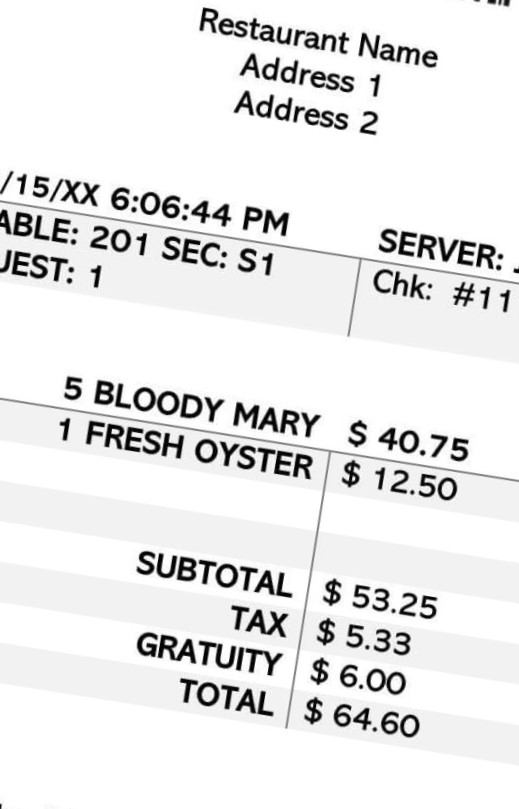 Restaurant Name
Address 1
Address 2
/15/XX 6:06:44 PM SERVER:
ABLE: 201 SEC: S1 Chk: #11
UEST: 1
5 BLOODY MARY $ 40.75
1 FRESH OYSTER $ 12.50
SUBTOTAL $ 53.25
TAX $ 5.33
GRATUITY $ 6.00
TOTAL $ 64.60